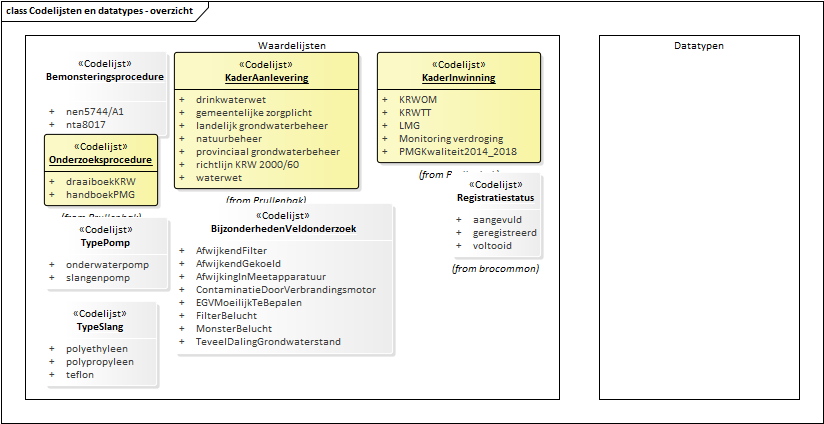 class Codelijsten en datatypes - overzicht
Waardelijsten
«Codelijst»
Bemonsteringsprocedure
+ nen5744/A1
+ nta8017
«Codelijst»
Onderzoeksprocedure
+ draaiboekKRW
+ handboekPMG
(from Prullenbak)
«Codelijst»
TypePomp
+ onderwaterpomp
+ slangenpomp
«Codelijst»
TypeSlang
+ polyethyleen
+ polypropyleen
+ teflon
«Codelijst»
KaderAanlevering
+ drinkwaterwet
+ gemeentelijke zorgplicht
+ landelijk grondwaterbeheer
+ natuurbeheer
+ provinciaal grondwaterbeheer
+ richtlijn KRW 2000/60
+ waterwet
(from Prullenbak)
«Codelijst»
BijzonderhedenVeldonderzoek
+ AfwijkendFilter
+ AfwijkendGekoeld
+ AfwijkingInMeetapparatuur
+ ContaminatieDoorVerbrandingsmotor
+ EGVMoeilijkTeBepalen
+ FilterBelucht
+ MonsterBelucht
+ TeveelDalingGrondwaterstand
«Codelijst»
KaderInwinning
+ KRWOM
+ KRWTT
+ LMG
+ Monitoring verdroging
+ PMGKwaliteit2014_2018
(from
«Codelijst»
Registratiestatus
+ aangevuld
+ geregistreerd
+ voltooid
(from brocommon)
Datatypen